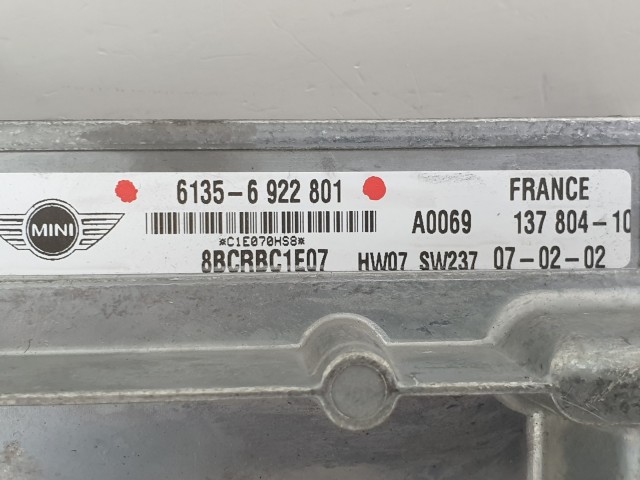 6135-6 922 801 FRANCE
MINI A0069 137 804-10
*C1E070HS8*
8BCRBC1E07 HW07 SW237 07-02-02